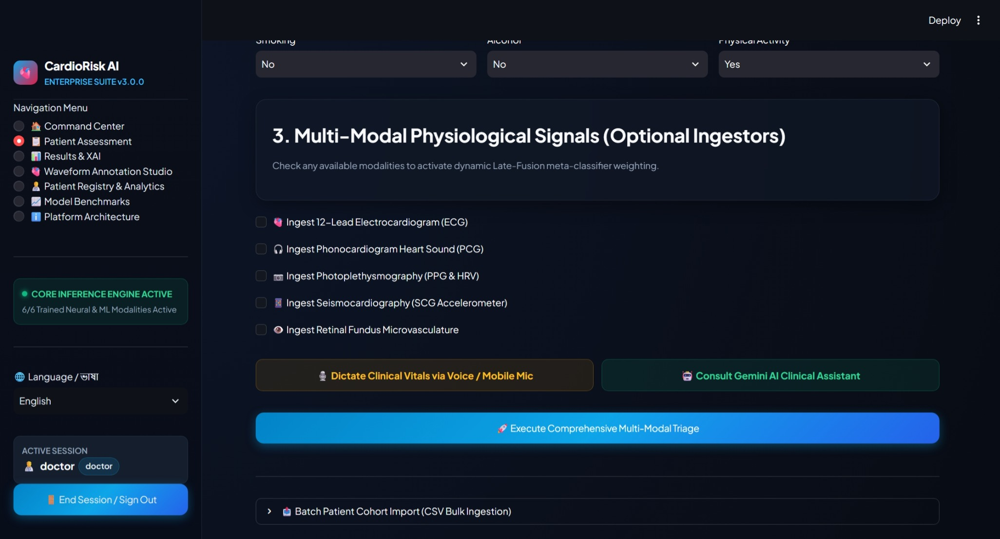 Deploy
CardioRisk AI
ENTERPRISE SUITE v3.0.0
Navigation Menu
Command Center
Patient Assessment
Results & XAI
Waveform Annotation Studio
Patient Registry & Analytics
Model Benchmarks
Platform Architecture
CORE INFERENCE ENGINE ACTIVE
6/6 Trained Neural & ML Modalities Active
Language / ভাষা
English
ACTIVE SESSION
doctor doctor
End Session / Sign Out
Smoking Alcohol Physical Activity
No No Yes
3. Multi-Modal Physiological Signals (Optional Ingestors)
Check any available modalities to activate dynamic Late-Fusion meta-classifier weighting.
Ingest 12-Lead Electrocardiogram (ECG)
Ingest Phonocardiogram Heart Sound (PCG)
Ingest Photoplethysmography (PPG & HRV)
Ingest Seismocardiography (SCG Accelerometer)
Ingest Retinal Fundus Microvasculature
Dictate Clinical Vitals via Voice / Mobile Mic
Consult Gemini AI Clinical Assistant
Execute Comprehensive Multi-Modal Triage
Batch Patient Cohort Import (CSV Bulk Ingestion)